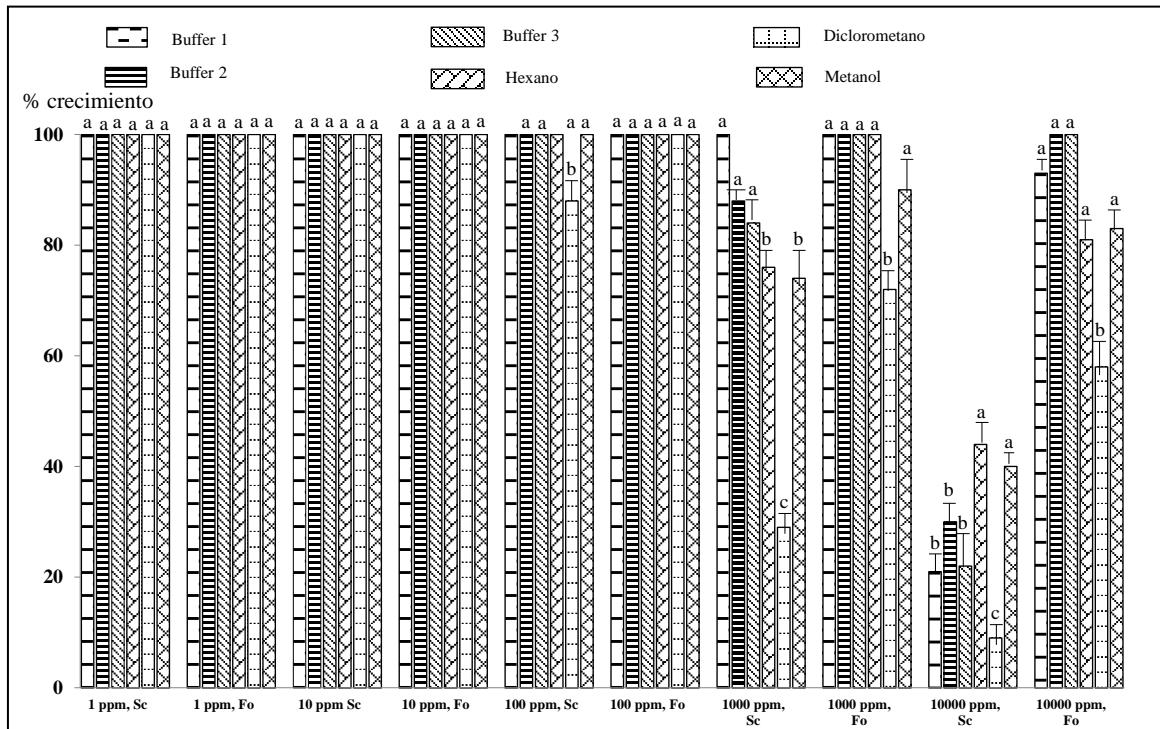 Buffer 1 Buffer 3 Diclorometano
Buffer 2 Hexano Metanol
% crecimiento
a a a a a a a a a a a a a a a a a a a a a a a a a a a a a a a a a a a a a a a a a a a
100
b a a b b a b a a a
80
b
60
a a
40
c b b b
20
c
0
1 ppm, Sc 1 ppm, Fo 10 ppm Sc 10 ppm, Fo 100 ppm, Sc 100 ppm, Fo 1000 ppm, 1000 ppm, 10000 ppm, 10000 ppm,
Sc Fo Sc Fo